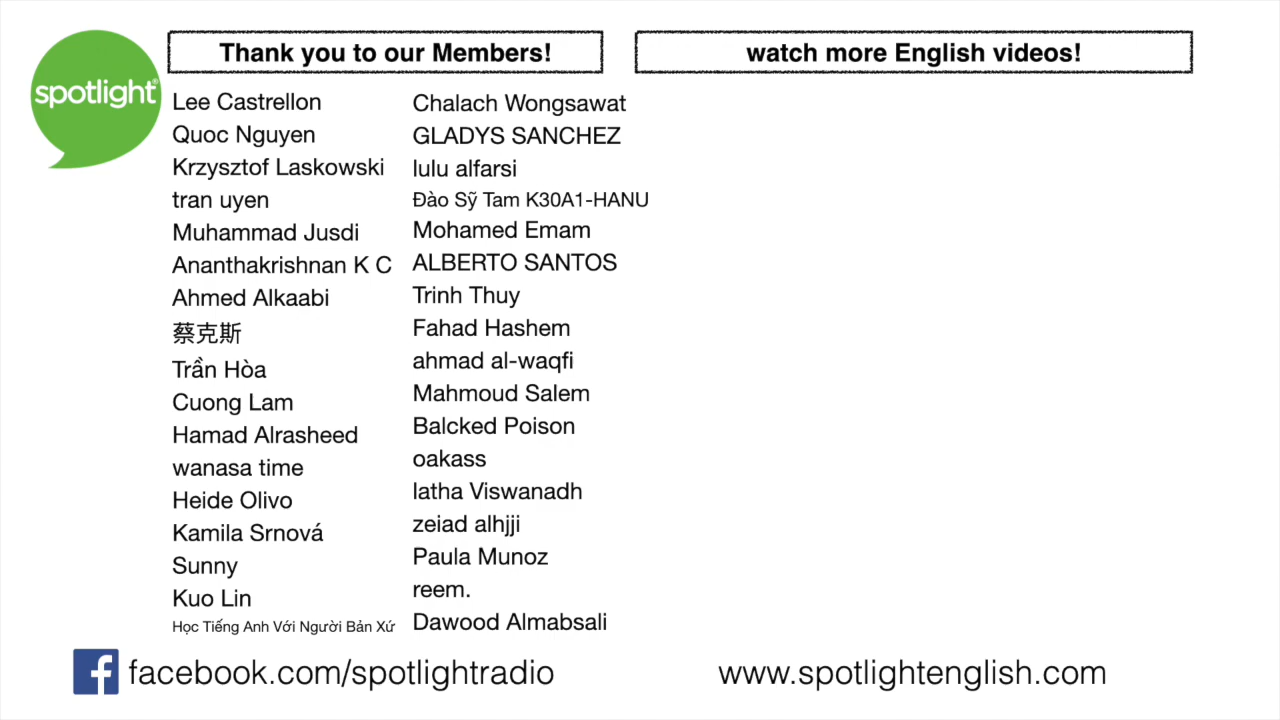 spotlight®
Thank you to our Members!
Lee Castrellon
Quoc Nguyen
Krzysztof Laskowski
tran uyen
Muhammad Jusdi
Ananthakrishnan K C
Ahmed Alkaabi
蔡克斯
Trần Hòa
Cuong Lam
Hamad Alrasheed
wanasa time
Heide Olivo
Kamila Srnová
Sunny
Kuo Lin
Học Tiếng Anh Với Người Bản Xứ
Chalach Wongsawat
GLADYS SANCHEZ
lulu alfarsi
Đào Sỹ Tam K30A1-HANU
Mohamed Emam
ALBERTO SANTOS
Trinh Thuy
Fahad Hashem
ahmad al-waqfi
Mahmoud Salem
Balcked Poison
oakass
latha Viswanadh
zeiad alhjji
Paula Munoz
reem.
Dawood Almabsali
watch more English videos!
facebook.com/spotlightradio
www.spotlightenglish.com